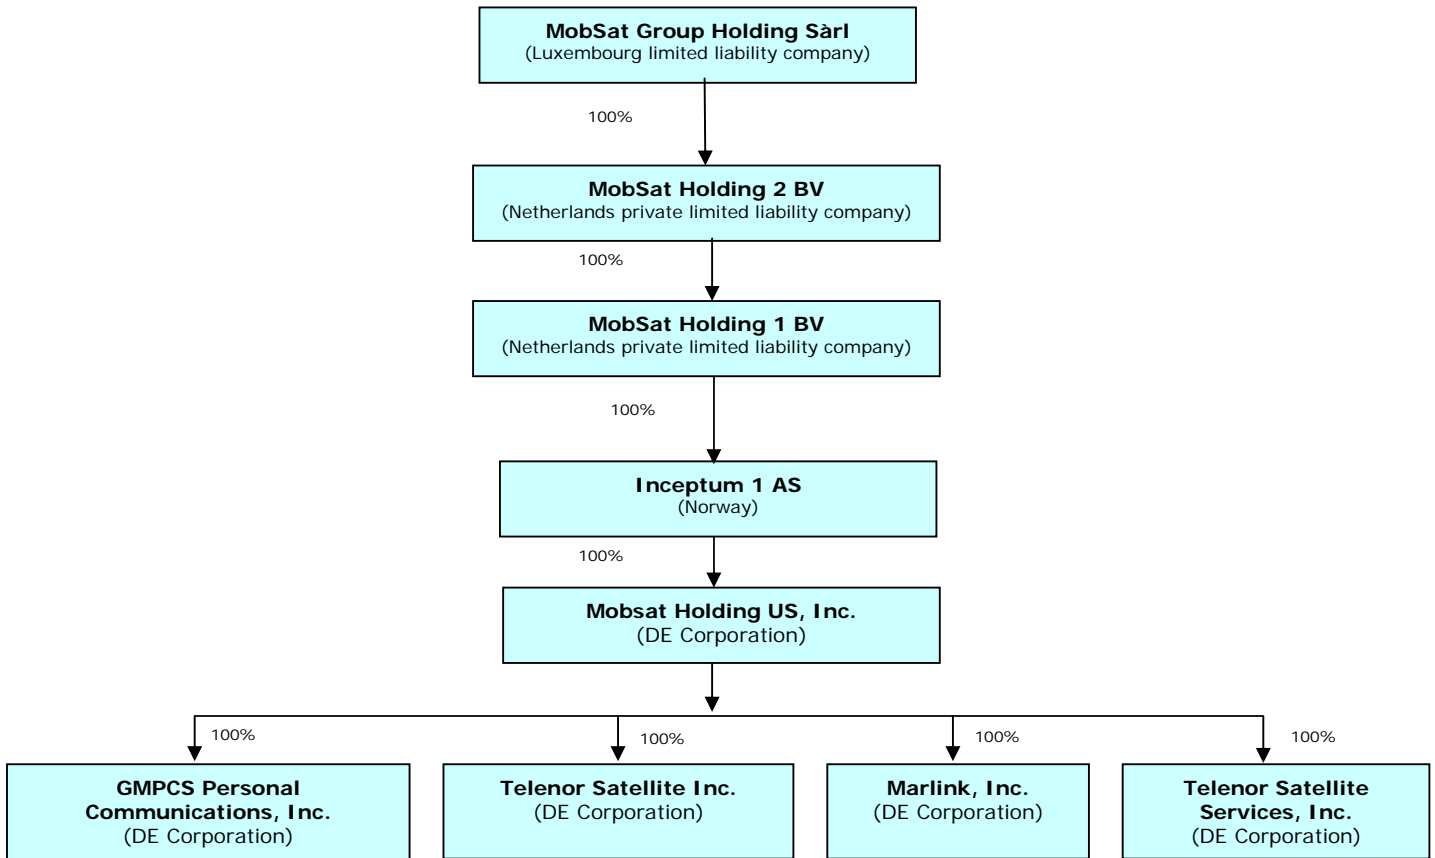 MobSat Group Holding Sàrl
(Luxembourg limited liability company)
100%
MobSat Holding 2 BV
(Netherlands private limited liability company)
100%
MobSat Holding 1 BV
(Netherlands private limited liability company)
100%
Inceptum 1 AS
(Norway)
100%
Mobsat Holding US, Inc.
(DE Corporation)
100%
100%
100%
100%
GMPCS Personal
Communications, Inc.
(DE Corporation)
Telenor Satellite Inc.
(DE Corporation)
Marlink, Inc.
(DE Corporation)
Telenor Satellite
Services, Inc.
(DE Corporation)